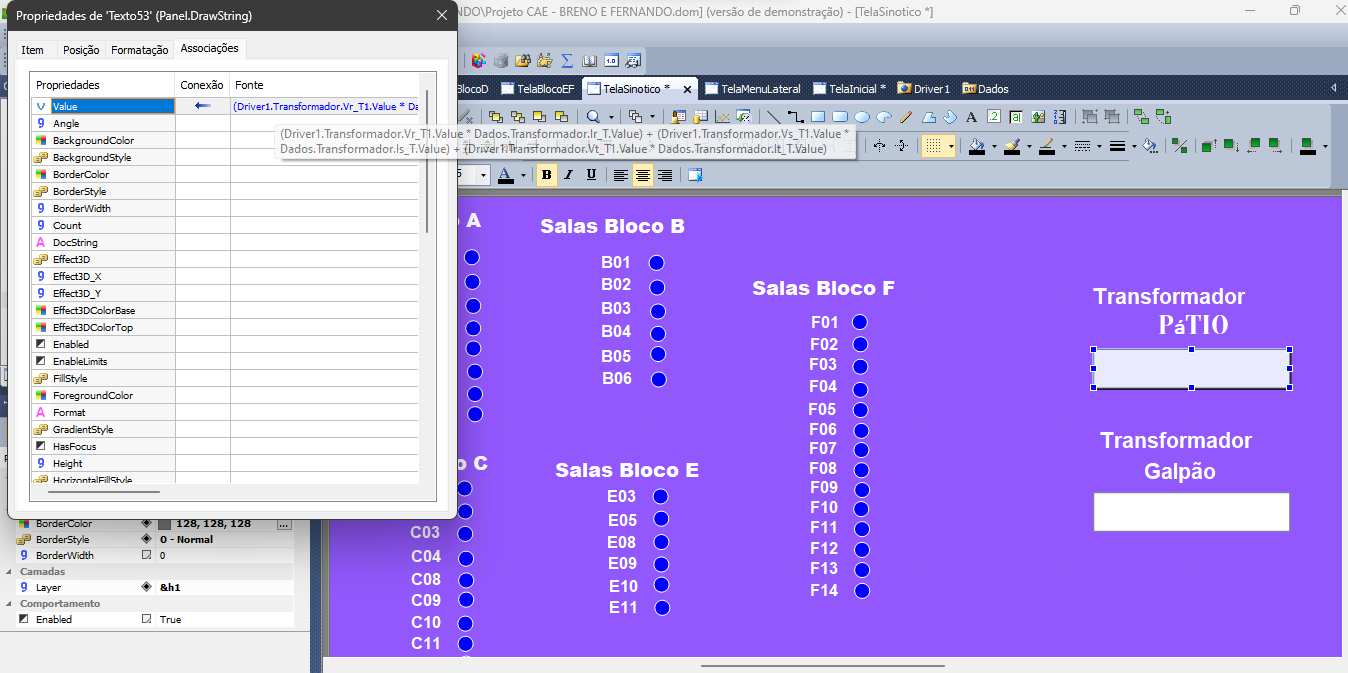 Propriedades de 'Texto53' (Panel.DrawString)
NDO\Projeto CAE - BRENO E FERNANDO.dom] (versão de demonstração) - [TelaSinotico *]
Item Posição Formatação Associações
Propriedades Conexão Fonte
Value (Driver1.Transformador.Vr_T1.Value * Da
Angle
BackgroundColor
BackgroundStyle
BorderColor
BorderStyle
BorderWidth
Count
DocString
Effect3D
Effect3D_X
Effect3D_Y
Effect3DColorBase
Effect3DColorTop
Enabled
EnableLimits
FillStyle
ForegroundColor
Format
GradientStyle
HasFocus
Height
HorizontalFillStyle
(Driver1.Transformador.Vr_T1.Value * Dados.Transformador.Ir_T.Value) + (Driver1.Transformador.Vs_T1.Value *
Dados.Transformador.Is_T.Value) + (Driver1.Transformador.Vt_T1.Value * Dados.Transformador.It_T.Value)
BorderColor 128, 128, 128 ...
BorderStyle 0 - Normal
BorderWidth 0
Camadas
Layer &h1
Comportamento
Enabled True
BlocoD TelaBlocoEF TelaSinotico * TelaMenuLateral TelaInicial * Driver1 Dados
B I U
A
Salas Bloco B
B01
B02
B03
B04
B05
B06
Salas Bloco F
F01
F02
F03
F04
F05
F06
F07
F08
F09
F10
F11
F12
F13
F14
o C
C03
C04
C08
C09
C10
C11
Salas Bloco E
E03
E05
E08
E09
E10
E11
Transformador
PáTIO
Transformador
Galpão